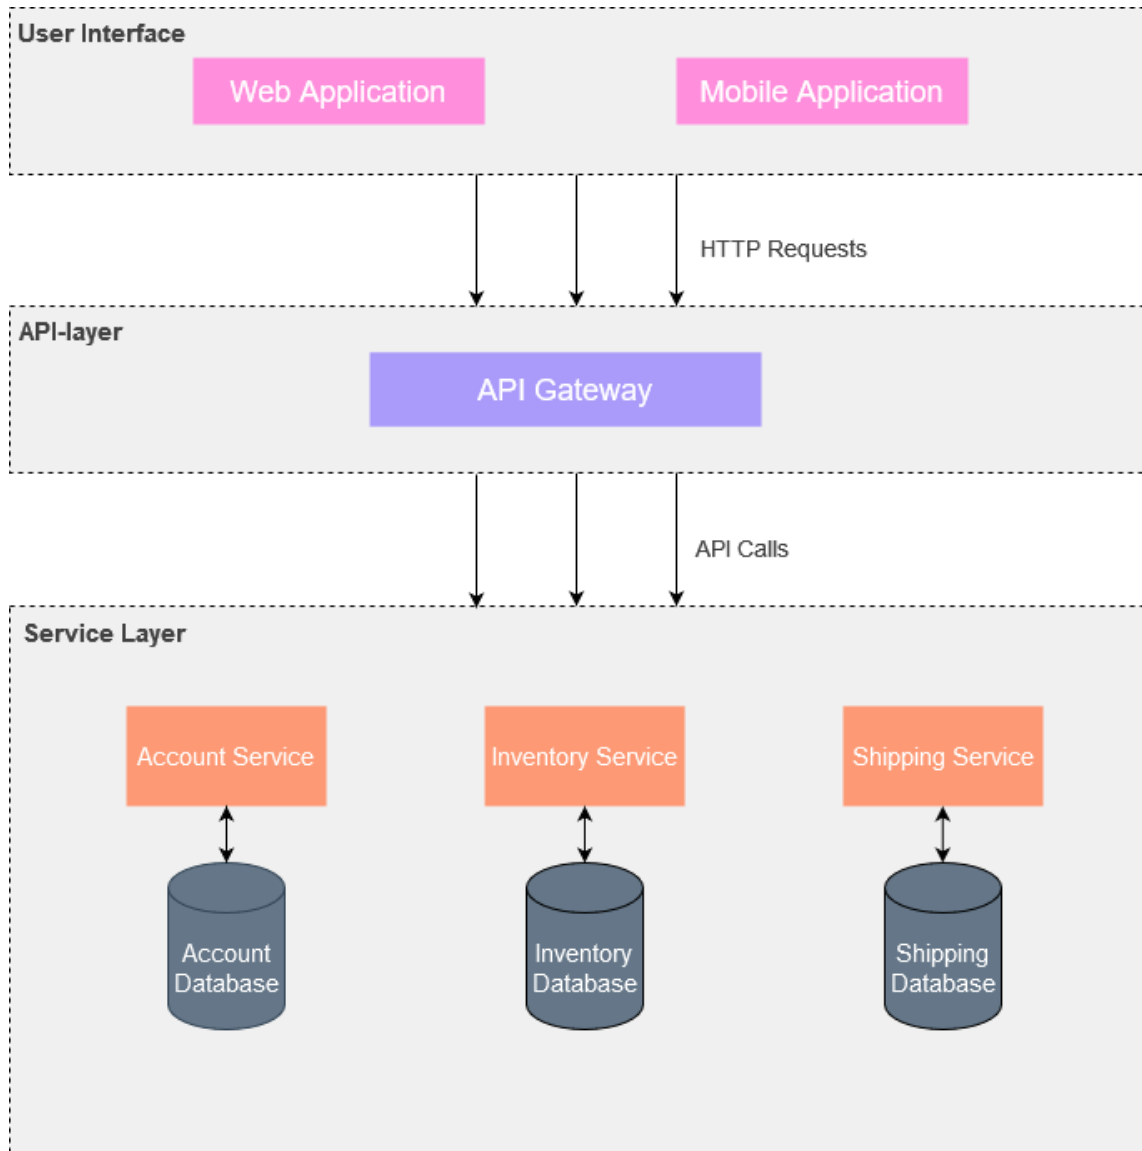 User Interface
Web Application
Mobile Application
HTTP Requests
API-layer
API Gateway
API Calls
Service Layer
Account Service
Inventory Service
Shipping Service
Account
Database
Inventory
Database
Shipping
Database